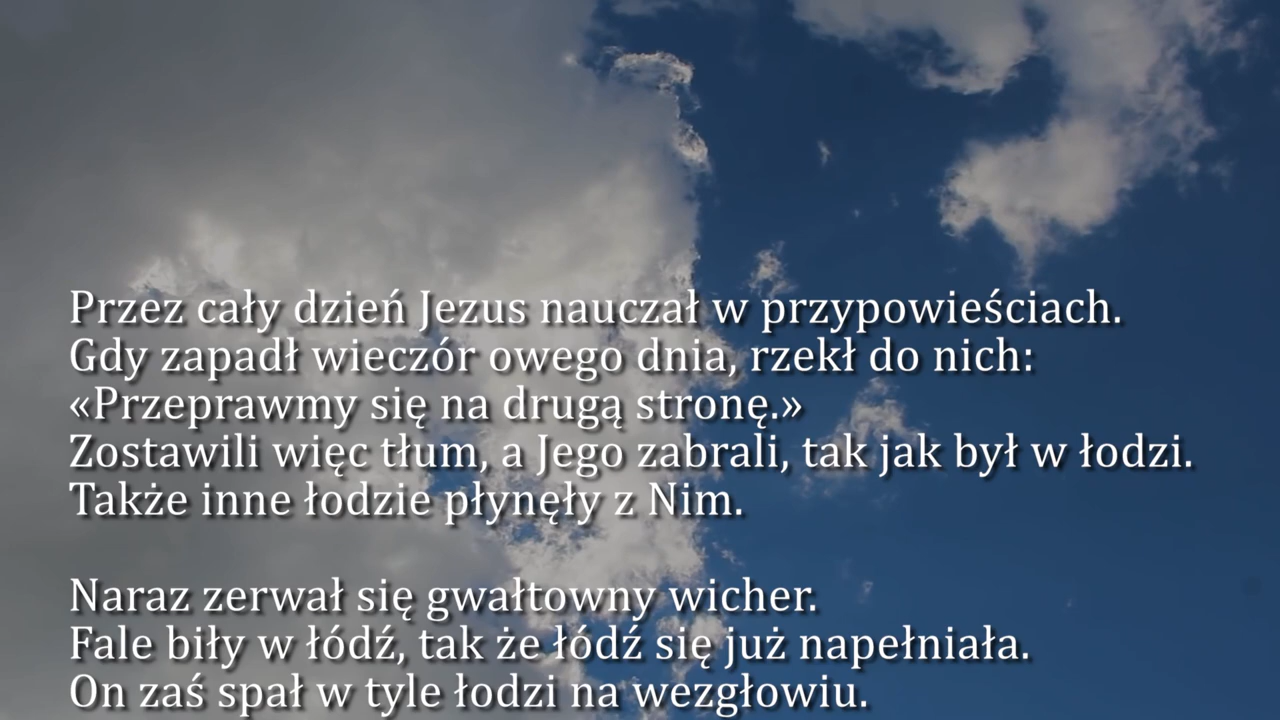 Przez cały dzień Jezus nauczał w przypowieściach.
Gdy zapadł wieczór owego dnia, rzekł do nich:
«Przeprawmy się na drugą stronę.»
Zostawili więc tłum, a Jego zabrali, tak jak był w łodzi.
Także inne łodzie płynęły z Nim.
Naraz zerwał się gwałtowny wicher.
Fale biły w łódź, tak że łódź się już napełniała.
On zaś spał w tyle łodzi na wezgłowiu.